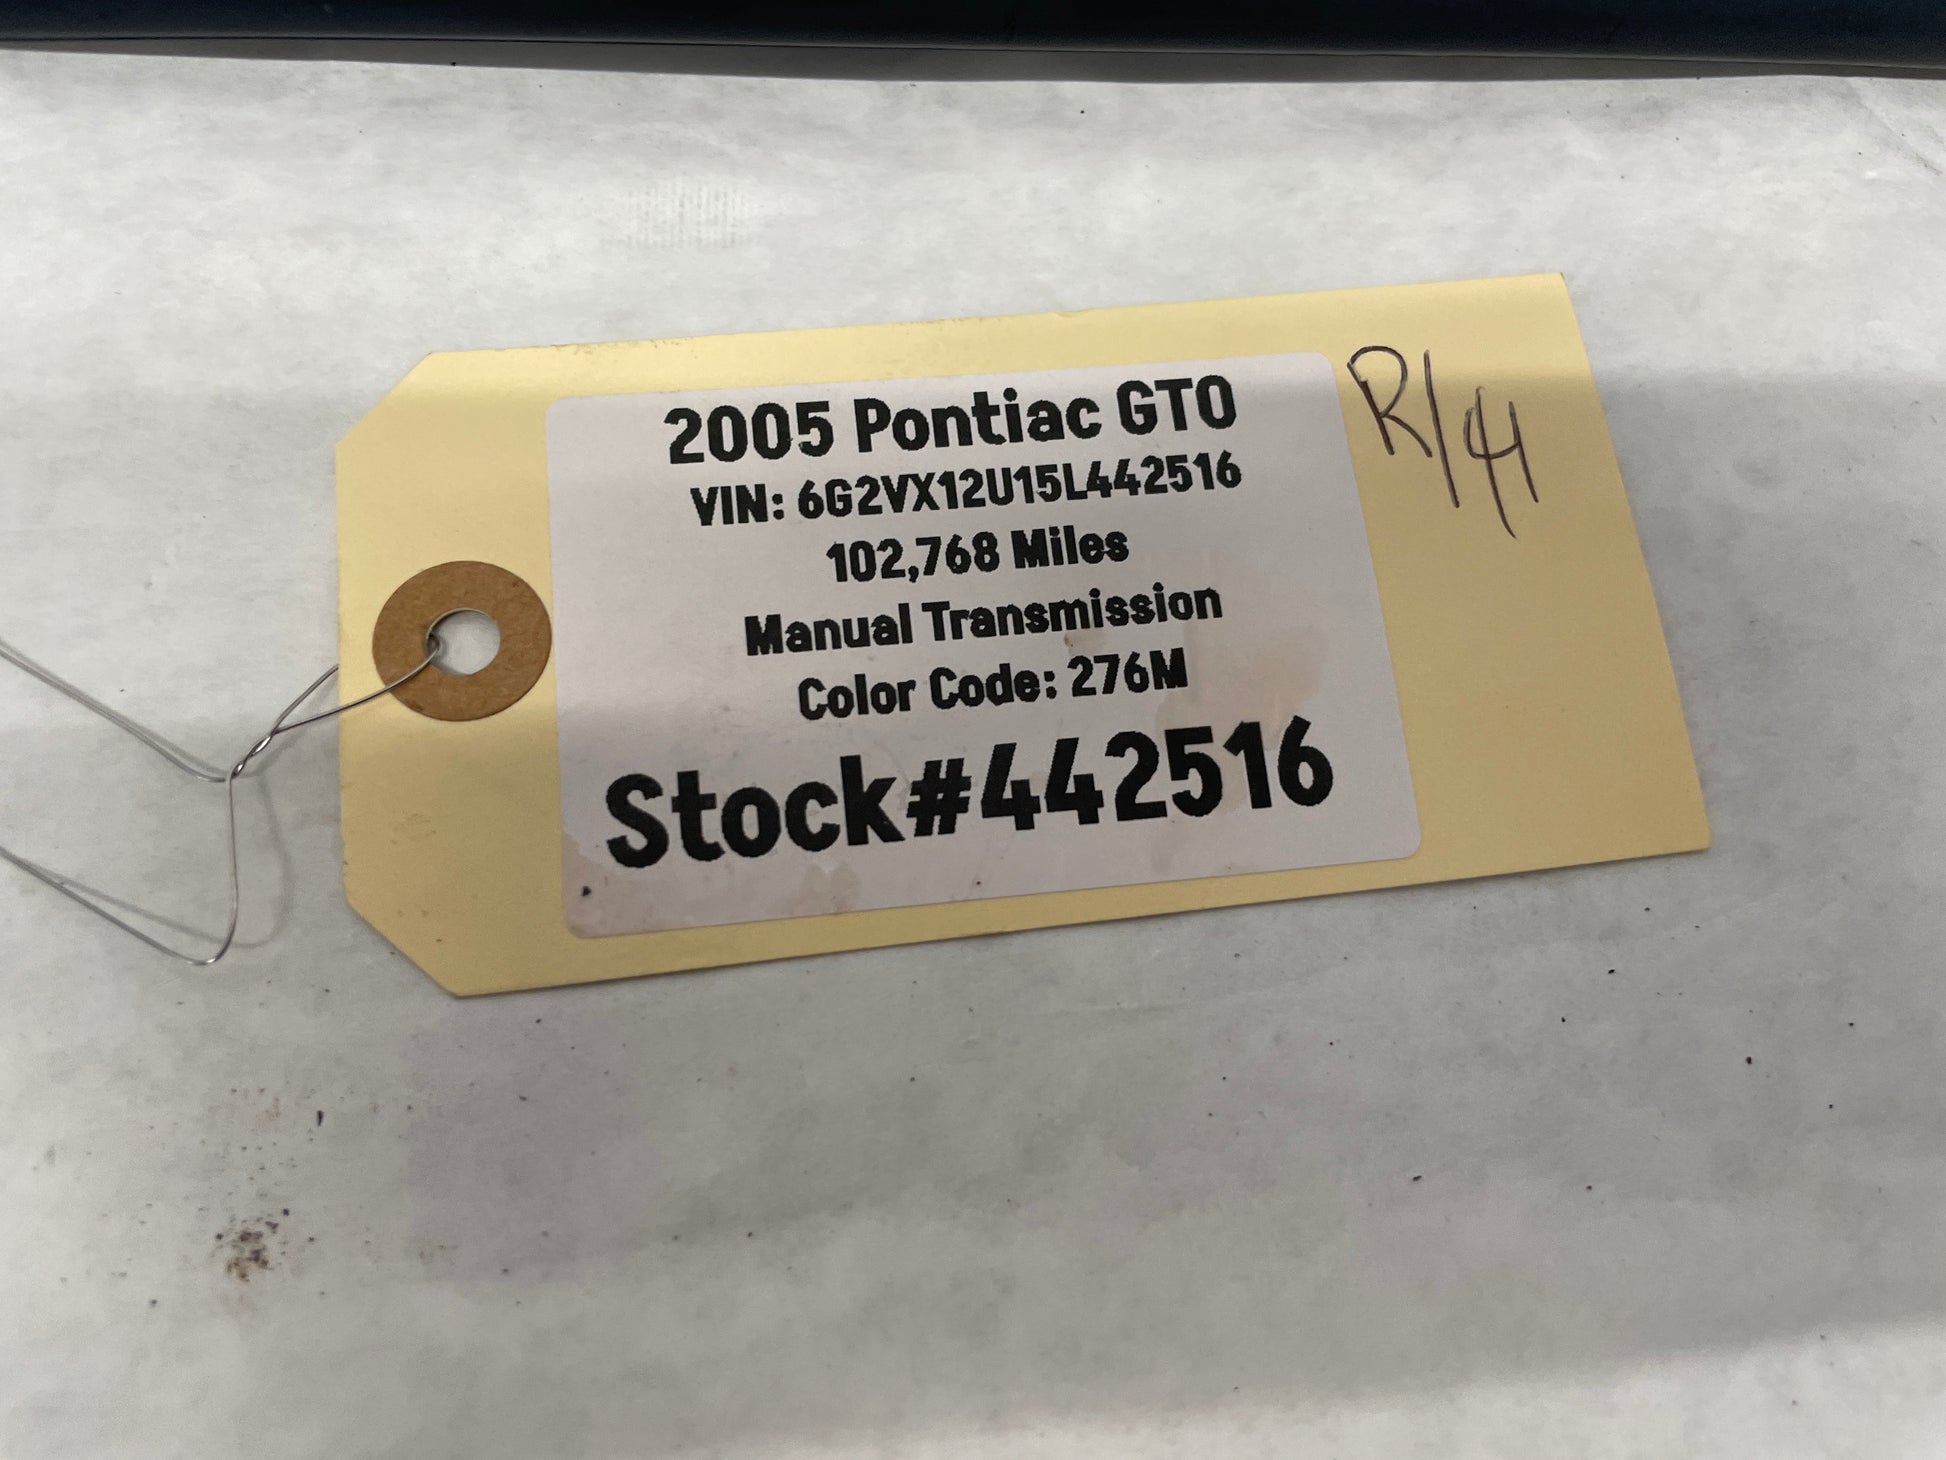 2005 Pontiac GTO
VIN: 6G2VX12U15L442516
102,768 Miles
Manual Transmission
Color Code: 276M
Stock#442516
R/H